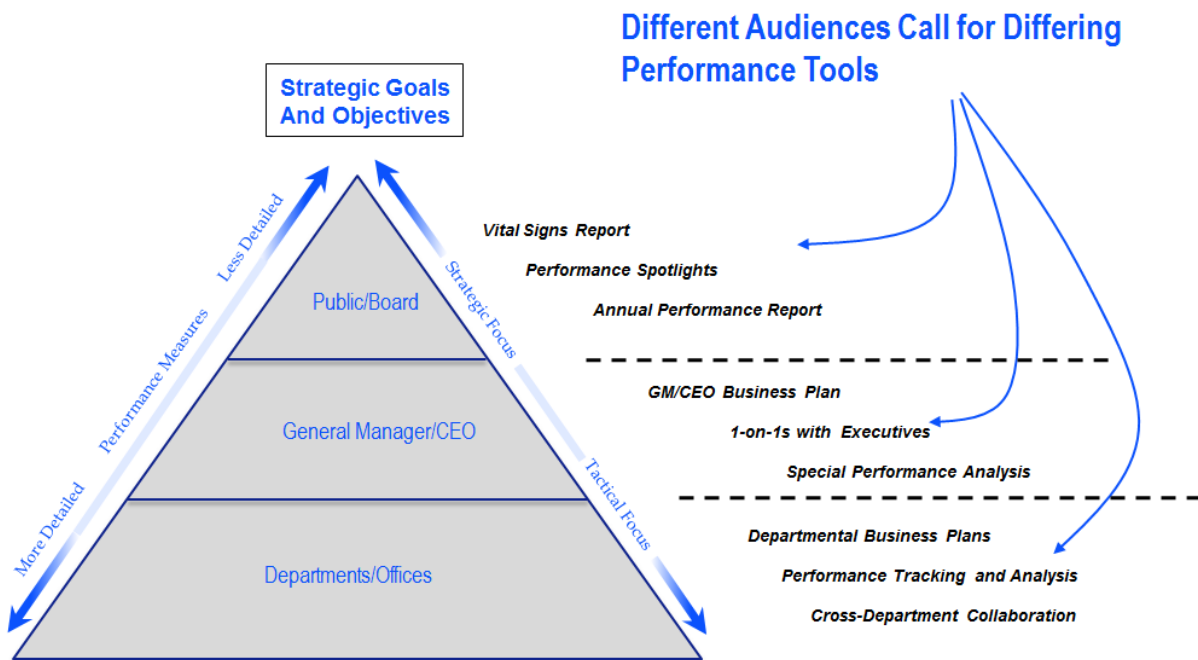 Different Audiences Call for Differing
Performance Tools
Strategic Goals
And Objectives
Less Detailed
Performance Measures
More Detailed
Strategic Focus
Tactical Focus
Public/Board
General Manager/CEO
Departments/Offices
Vital Signs Report
Performance Spotlights
Annual Performance Report
GM/CEO Business Plan
1-on-1s with Executives
Special Performance Analysis
Departmental Business Plans
Performance Tracking and Analysis
Cross-Department Collaboration